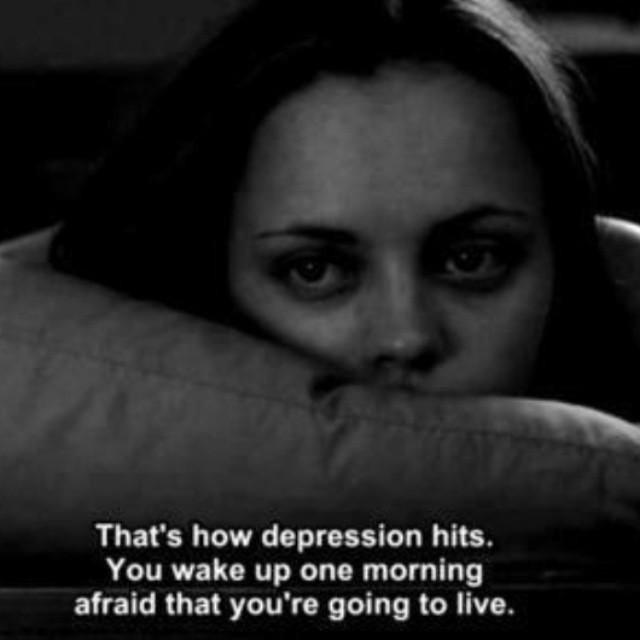 That's how depression hits.
You wake up one morning
afraid that you're going to live.